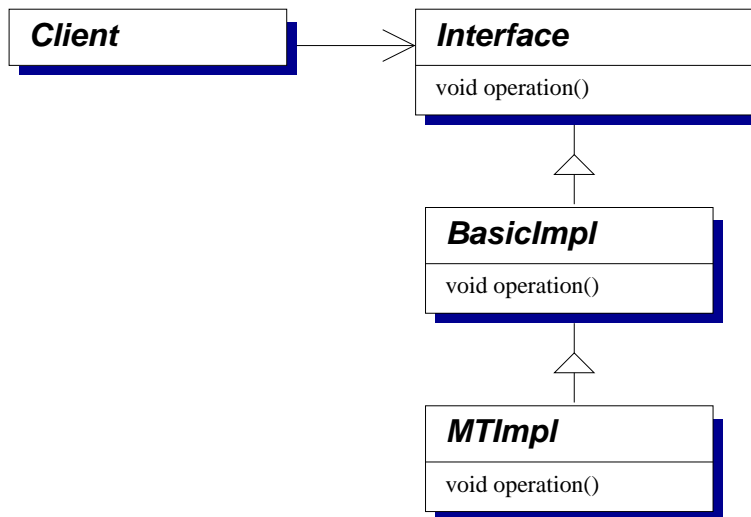 Client
Interface
void operation()
BasicImpl
void operation()
MTImpl
void operation()